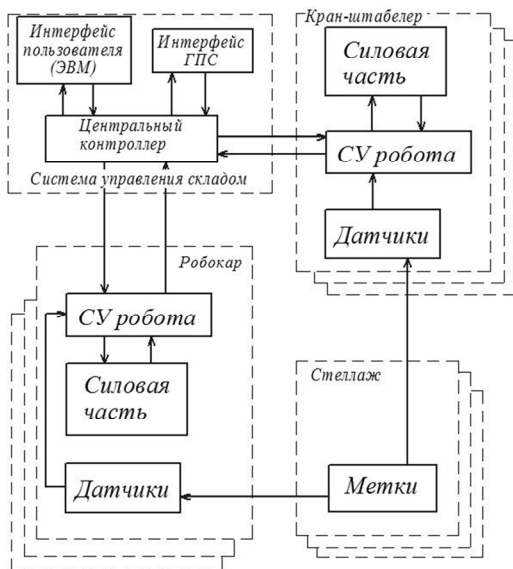 Интерфейс
пользователя
(ЭВМ)
Интерфейс
ГПС
Центральный
контроллер
Система управления складом
Кран-штабелер
Силовая
часть
СУ робота
Датчики
Робокар
СУ робота
Силовая
часть
Датчики
Стеллаж
Метки